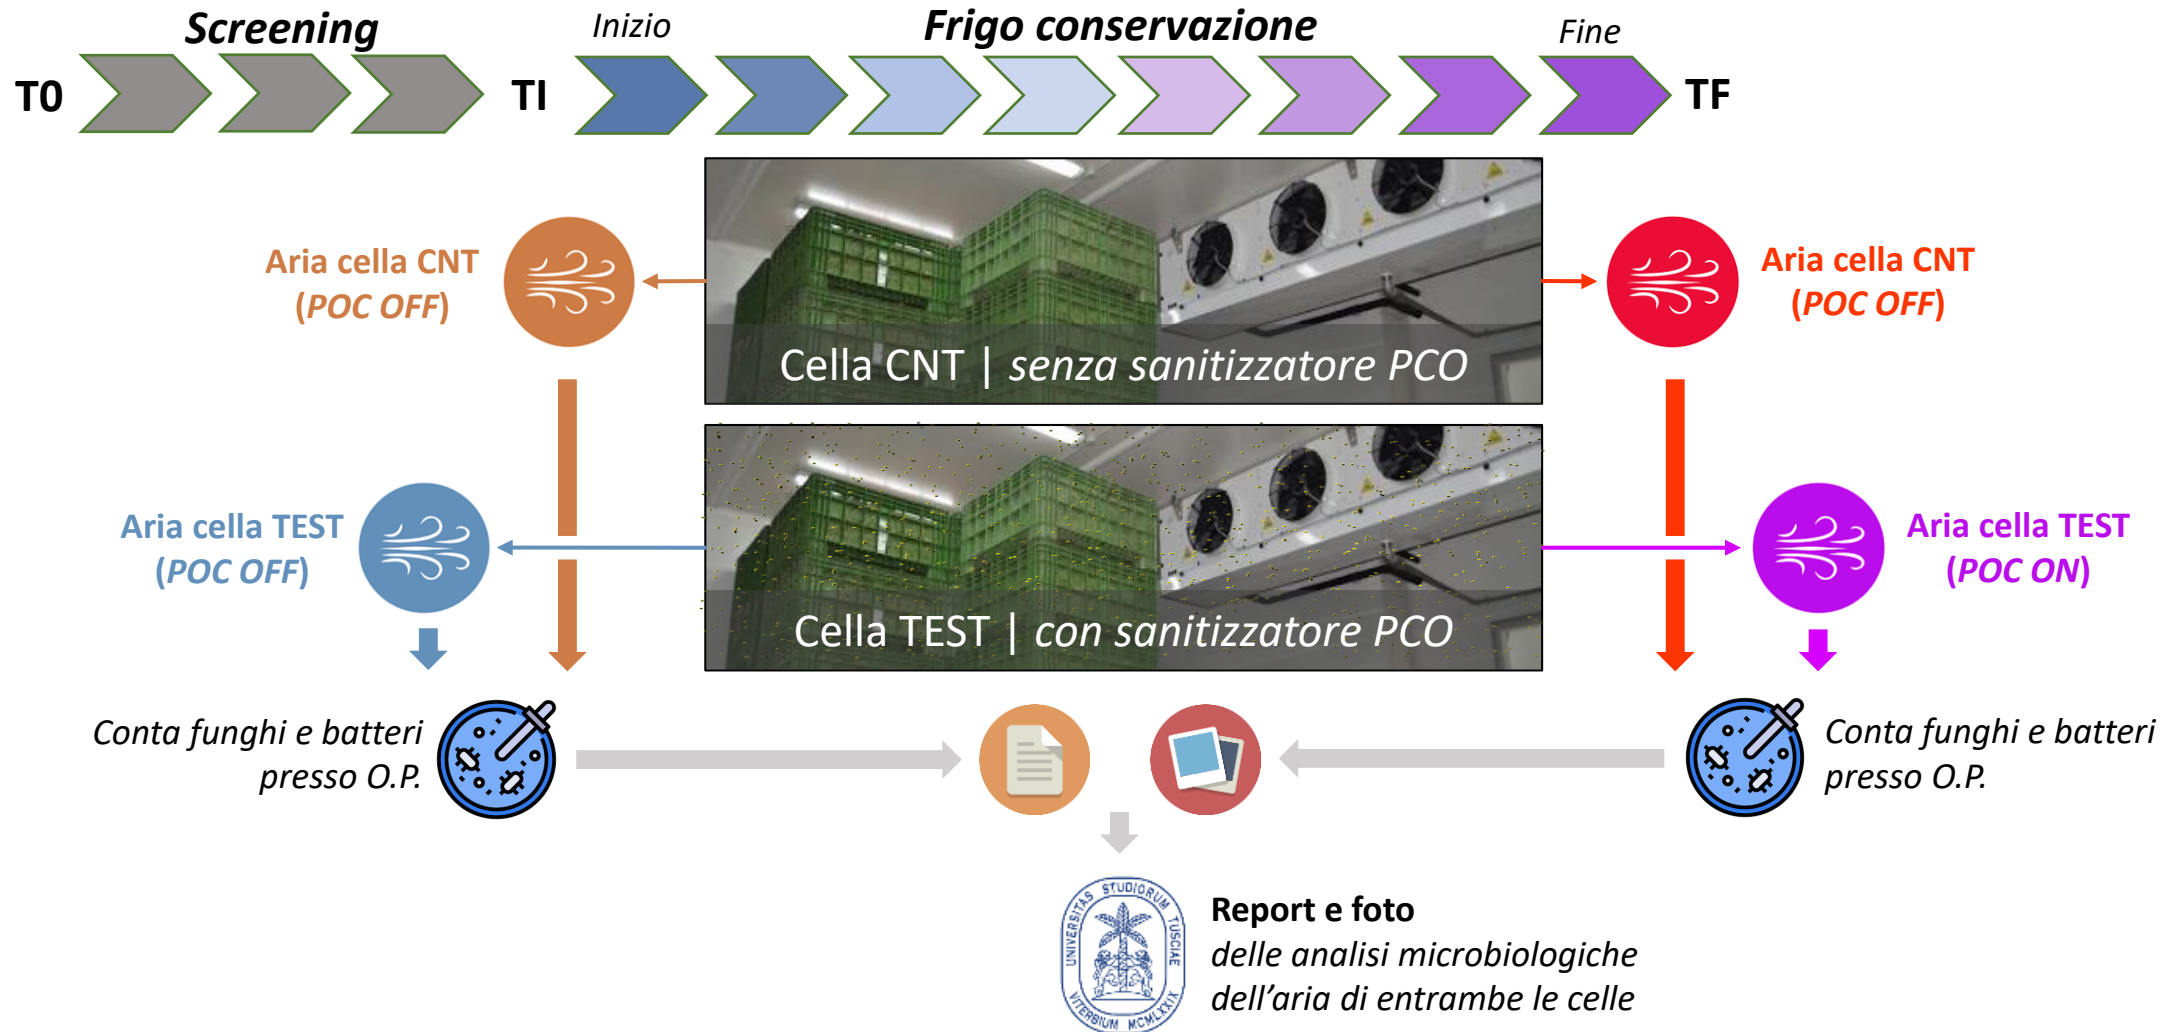 Screening
Inizio
Frigo conservazione
Fine
T0
TI
TF
Aria cella CNT
(POC OFF)
Cella CNT | senza sanitizzatore PCO
Aria cella CNT
(POC OFF)
Aria cella TEST
(POC OFF)
Cella TEST | con sanitizzatore PCO
Aria cella TEST
(POC ON)
Conta funghi e batteri
presso O.P.
Conta funghi e batteri
presso O.P.
UNIVERSITAS STUDIORUM TUSCIAE
VITERBIUM MCMLXXIX
Report e foto
delle analisi microbiologiche
dell’aria di entrambe le celle